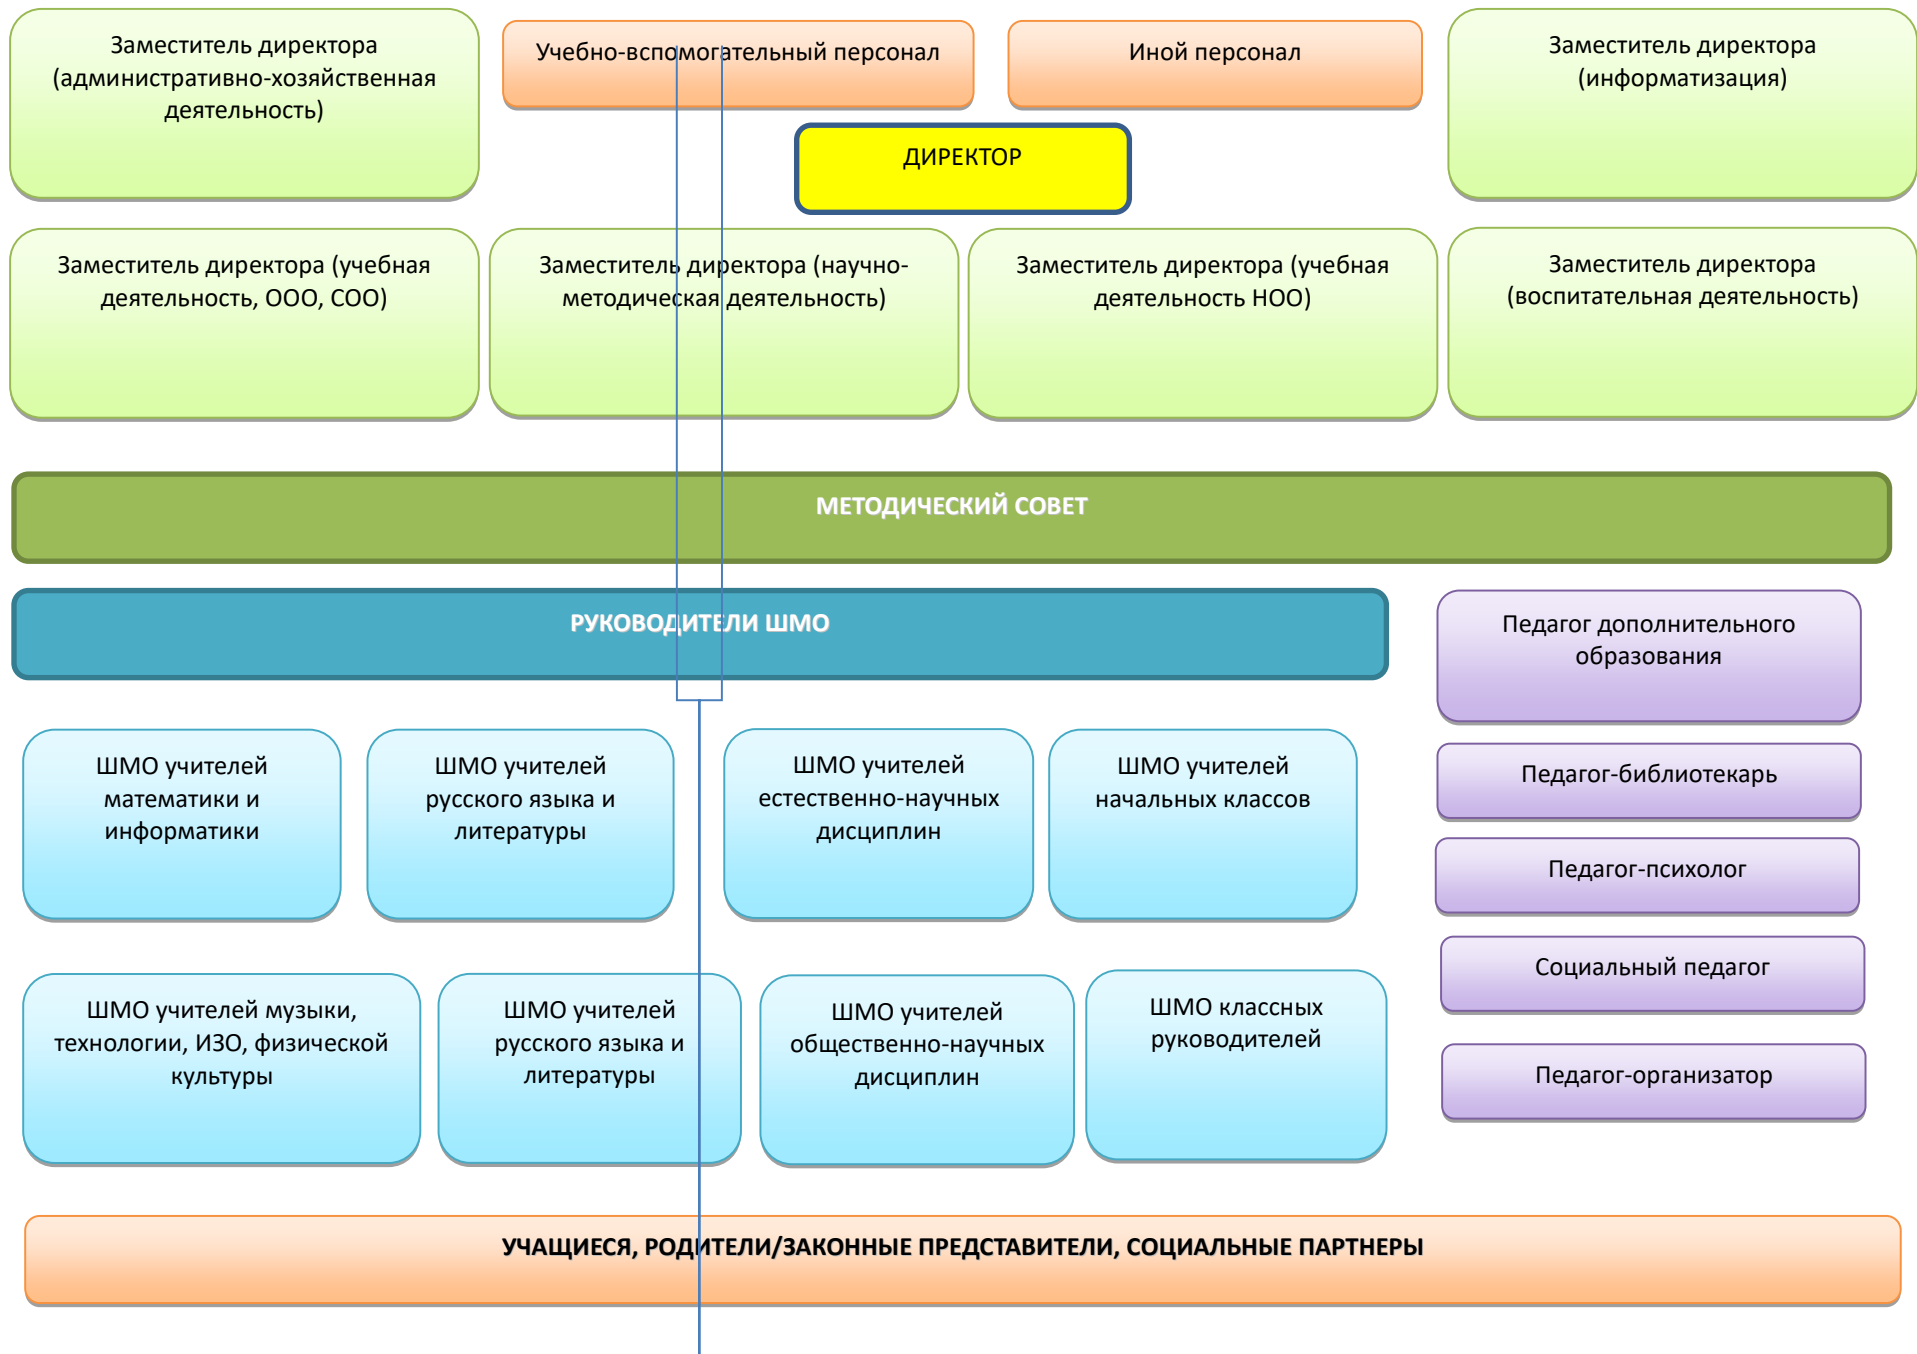 Заместитель директора
(административно-хозяйственная
деятельность)
Учебно-вспомогательный персонал
Иной персонал
Заместитель директора
(информатизация)
ДИРЕКТОР
Заместитель директора (учебная
деятельность, ООО, СОО)
Заместитель директора (научно-
методическая деятельность)
Заместитель директора (учебная
деятельность НОО)
Заместитель директора
(воспитательная деятельность)
МЕТОДИЧЕСКИЙ СОВЕТ
РУКОВОДИТЕЛИ ШМО
Педагог дополнительного
образования
ШМО учителей
математики и
информатики
ШМО учителей
русского языка и
литературы
ШМО учителей
естественно-научных
дисциплин
ШМО учителей
начальных классов
Педагог-библиотекарь
Педагог-психолог
Социальный педагог
Педагог-организатор
ШМО учителей музыки,
технологии, ИЗО, физической
культуры
ШМО учителей
русского языка и
литературы
ШМО учителей
общественно-научных
дисциплин
ШМО классных
руководителей
УЧАЩИЕСЯ, РОДИТЕЛИ/ЗАКОННЫЕ ПРЕДСТАВИТЕЛИ, СОЦИАЛЬНЫЕ ПАРТНЕРЫ